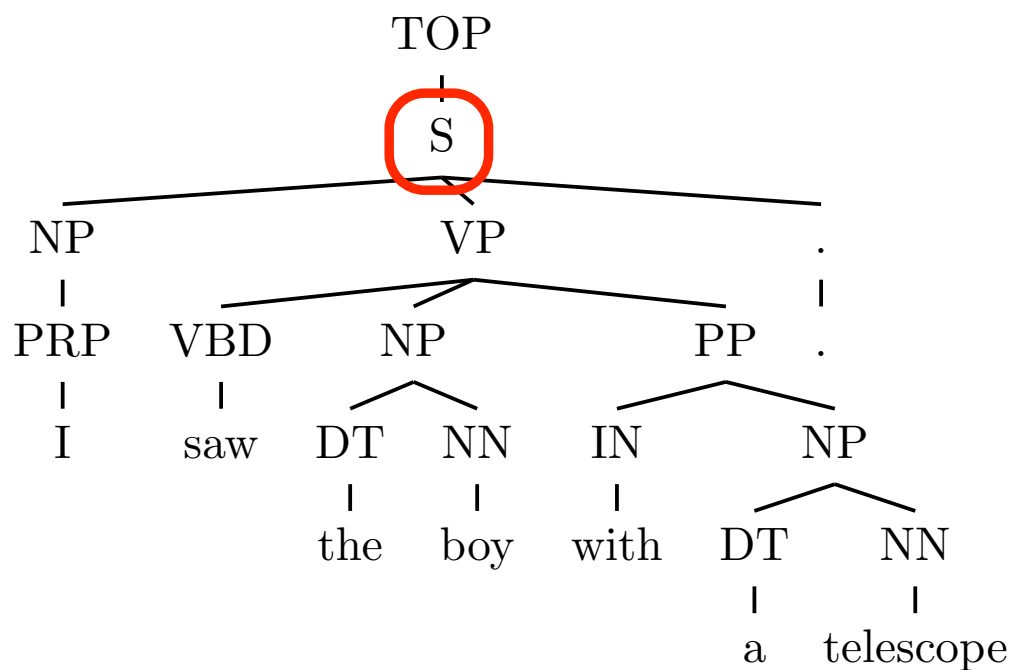 TOP
S
NP VP .
PRP VBD NP PP .
I saw DT NN IN NP
the boy with DT NN
a telescope